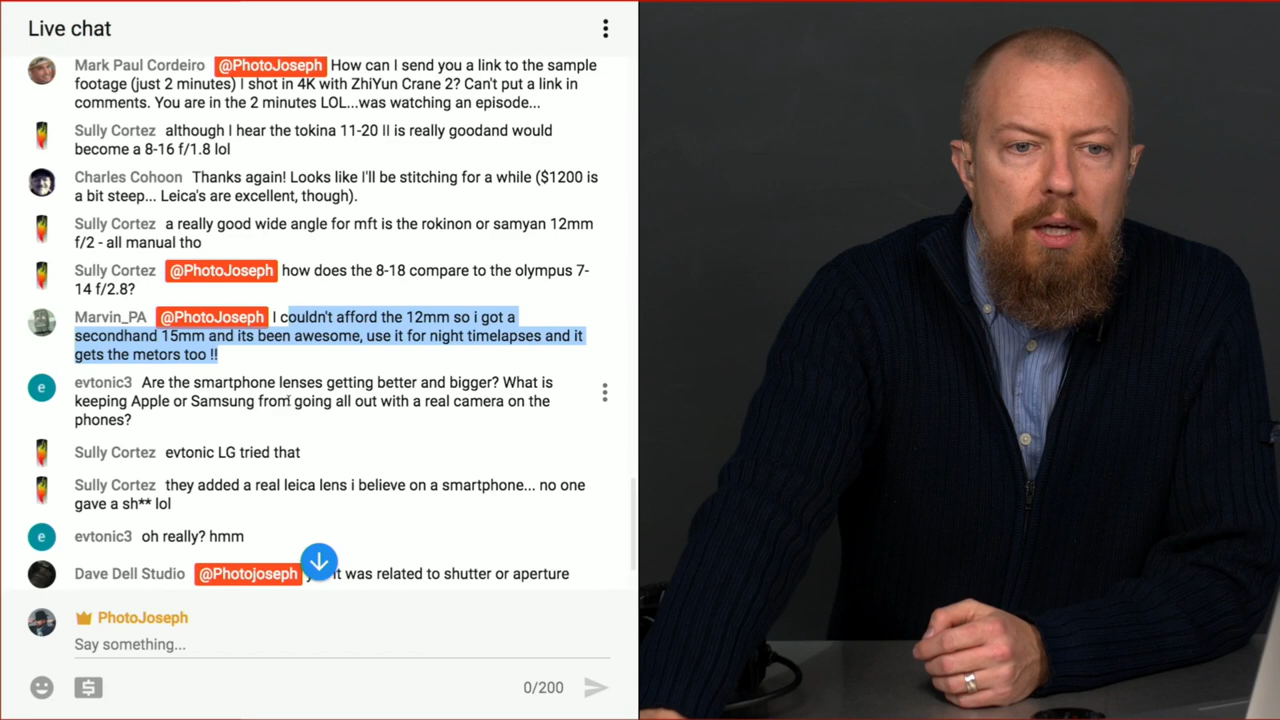 Live chat
Mark Paul Cordeiro @PhotoJoseph How can I send you a link to the sample
footage (just 2 minutes) I shot in 4K with ZhiYun Crane 2? Can't put a link in
comments. You are in the 2 minutes LOL...was watching an episode...
Sully Cortez although I hear the tokina 11-20 II is really goodand would
become a 8-16 f/1.8 lol
Charles Cohoon Thanks again! Looks like I'll be stitching for a while ($1200 is
a bit steep... Leica's are excellent, though).
Sully Cortez a really good wide angle for mft is the rokinon or samyan 12mm
f/2 - all manual tho
Sully Cortez @PhotoJoseph how does the 8-18 compare to the olympus 7-
14 f/2.8?
Marvin_PA @PhotoJoseph I couldn't afford the 12mm so i got a
secondhand 15mm and its been awesome, use it for night timelapses and it
gets the metors too !!
e
evtonic3 Are the smartphone lenses getting better and bigger? What is
keeping Apple or Samsung from going all out with a real camera on the
phones?
Sully Cortez evtonic LG tried that
Sully Cortez they added a real leica lens i believe on a smartphone... no one
gave a sh** lol
e
evtonic3 oh really? hmm
Dave Dell Studio @Photojoseph it was related to shutter or aperture
PhotoJoseph
Say something...
$
0/200